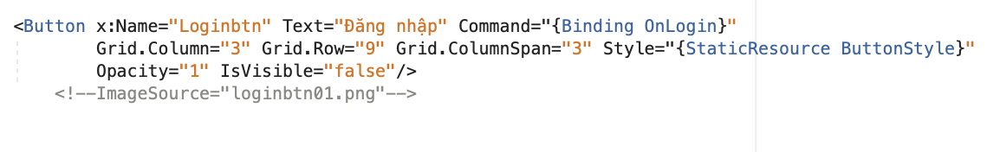 <Button x:Name="Loginbtn" Text="Đăng nhập" Command="{Binding OnLogin}"
Grid.Column="3" Grid.Row="9" Grid.ColumnSpan="3" Style="{StaticResource ButtonStyle}"
Opacity="1" IsVisible="false"/>
<!--ImageSource="loginbtn01.png"-->